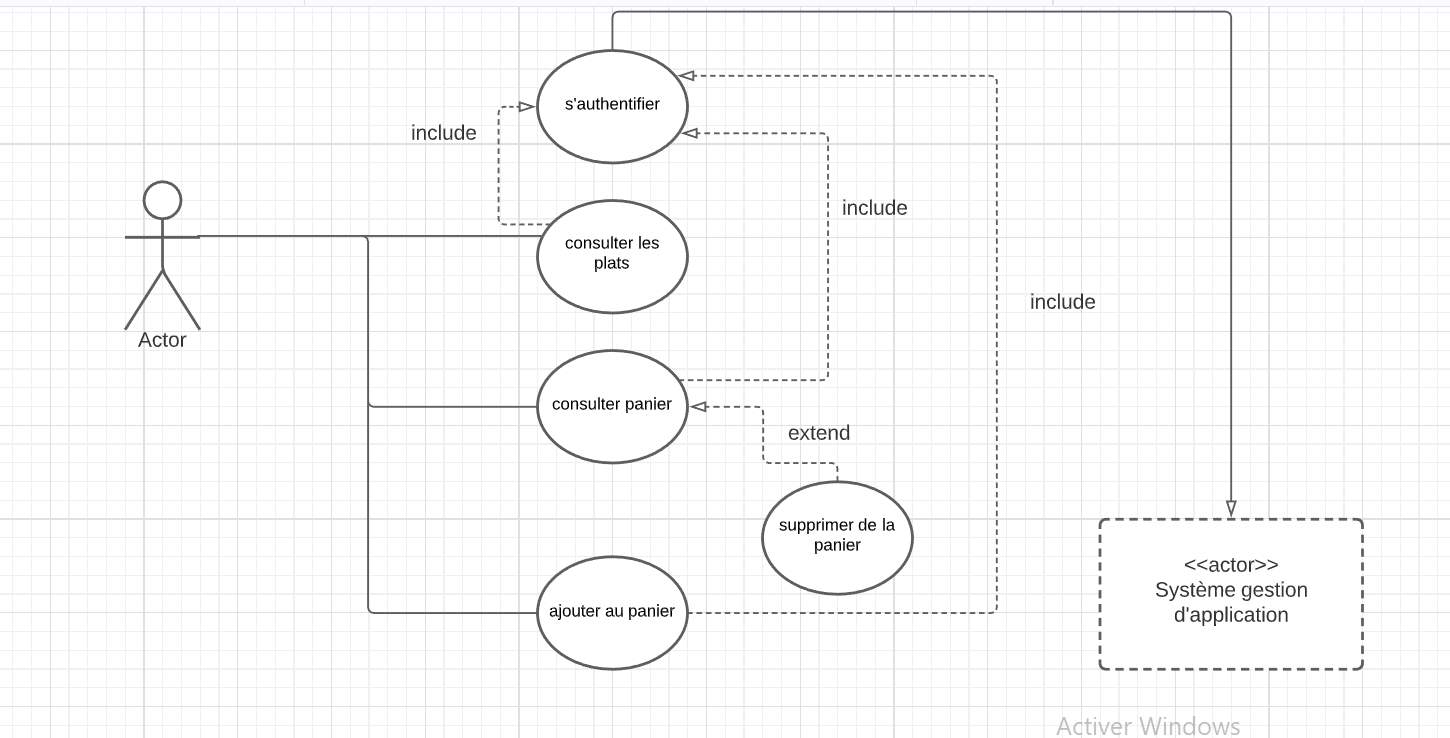 s'authentifier
include
include
consulter les
plats
include
Actor
consulter panier
extend
supprimer de la
panier
<<actor>>
Système gestion
d'application
ajouter au panier
Activer Windows